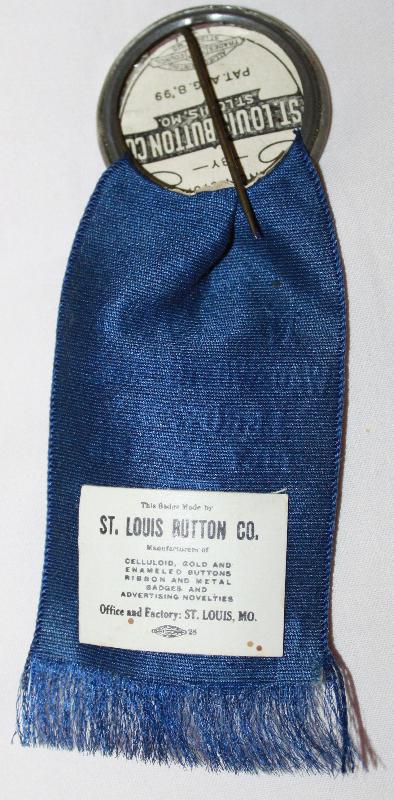 PAT. AUG. 8, '99
ST. LOUIS, MO.
ST. LOUIS BUTTON CO.
—BY—
This Badge Made by
ST. LOUIS BUTTON CO.
Manufacturers of
CELLULOID, GOLD AND
ENAMELED BUTTONS
RIBBON AND METAL
BADGES AND
ADVERTISING NOVELTIES
Office and Factory: ST. LOUIS, MO.
28